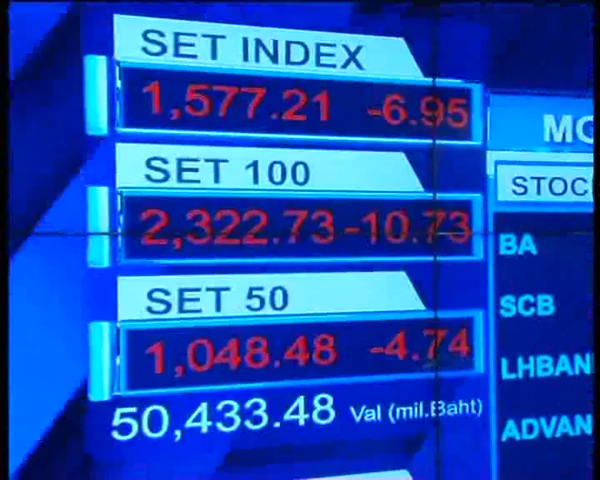 SET INDEX
1,577.21 -6.95
SET 100
2,322.73 -10.73
SET 50
1,048.48 -4.74
50,433.48 Val (mil.Baht)
MO
STOC
BA
SCB
LHBAN
ADVAN